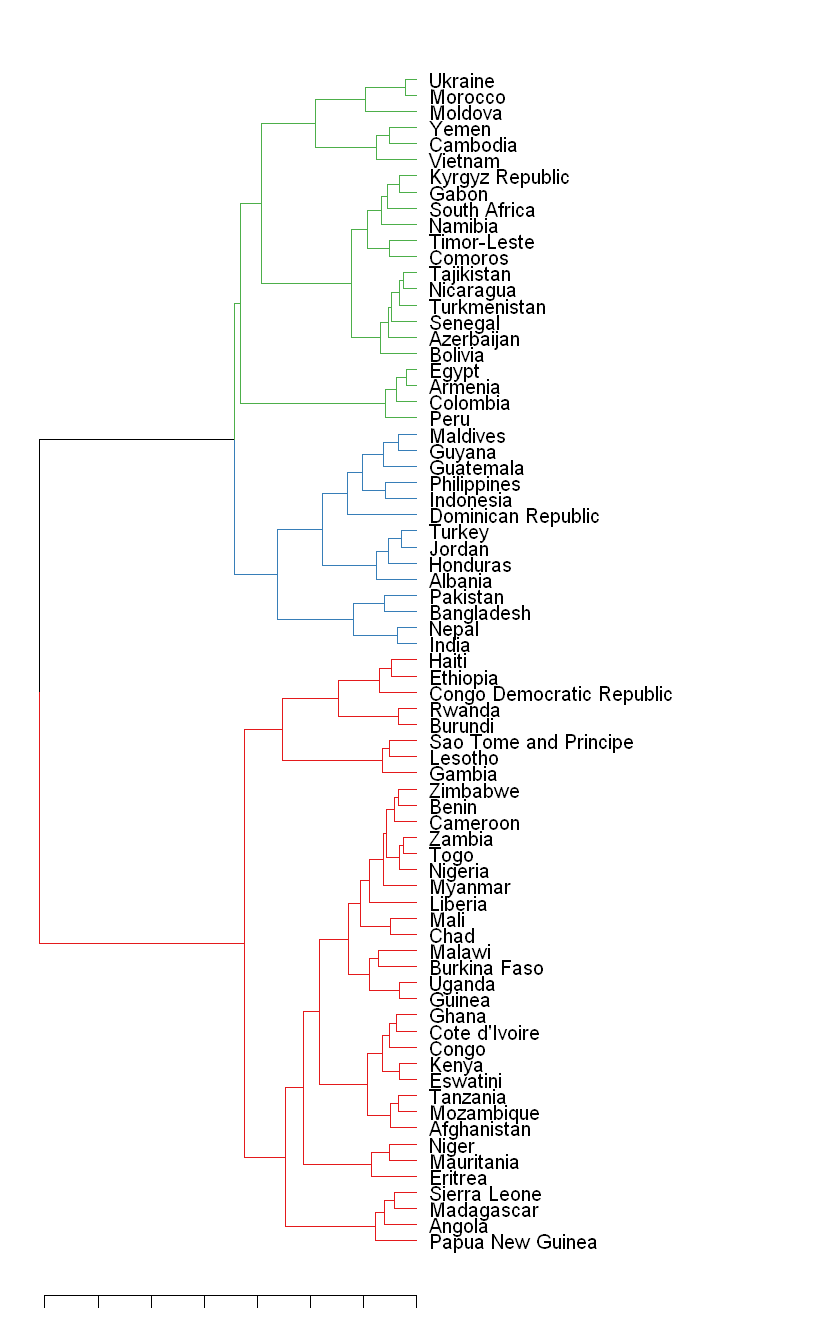 Ukraine
Morocco
Moldova
Yemen
Cambodia
Vietnam
Kyrgyz Republic
Gabon
South Africa
Namibia
Timor-Leste
Comoros
Tajikistan
Nicaragua
Turkmenistan
Senegal
Azerbaijan
Bolivia
Egypt
Armenia
Colombia
Peru
Maldives
Guyana
Guatemala
Philippines
Indonesia
Dominican Republic
Turkey
Jordan
Honduras
Albania
Pakistan
Bangladesh
Nepal
India
Haiti
Ethiopia
Congo Democratic Republic
Rwanda
Burundi
Sao Tome and Principe
Lesotho
Gambia
Zimbabwe
Benin
Cameroon
Zambia
Togo
Nigeria
Myanmar
Liberia
Mali
Chad
Malawi
Burkina Faso
Uganda
Guinea
Ghana
Cote d'Ivoire
Congo
Kenya
Eswatini
Tanzania
Mozambique
Afghanistan
Niger
Mauritania
Eritrea
Sierra Leone
Madagascar
Angola
Papua New Guinea